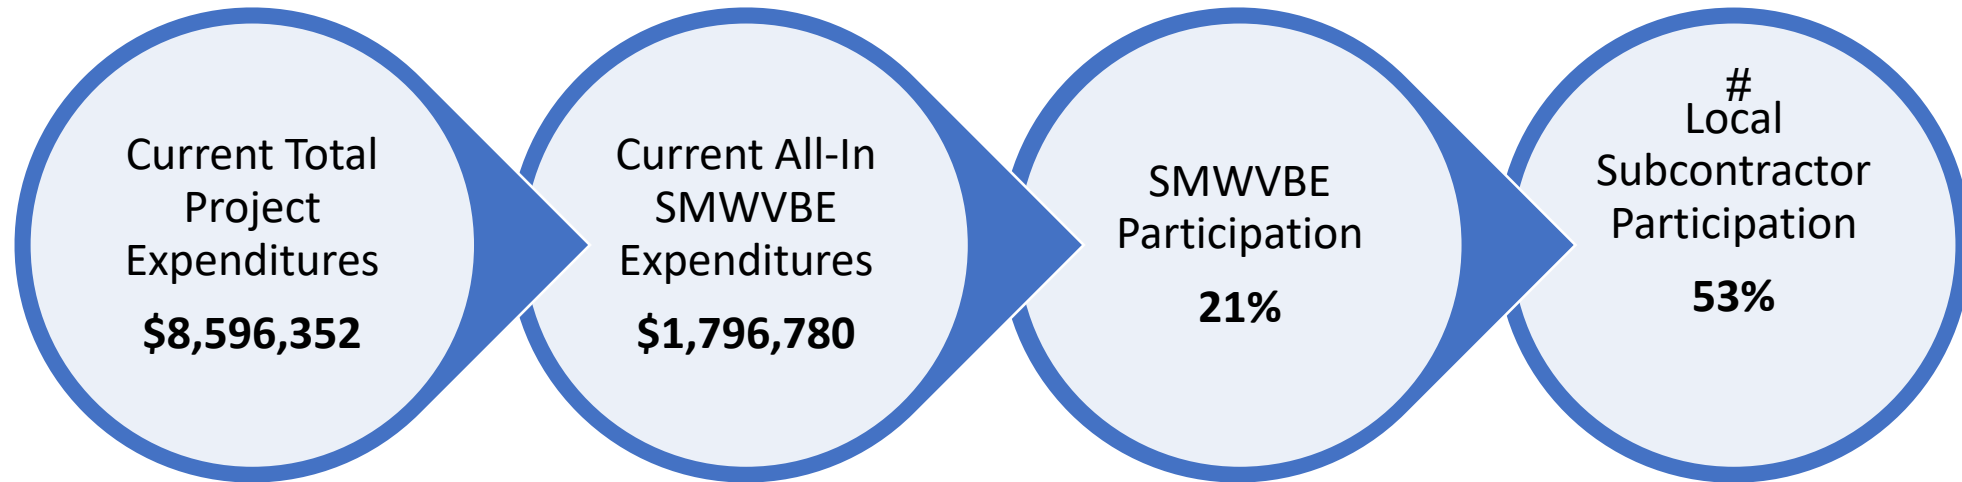 Current Total
Project
Expenditures
$8,596,352
Current All-In
SMWVBE
Expenditures
$1,796,780
SMWVBE
Participation
21%
#
Local
Subcontractor
Participation
53%